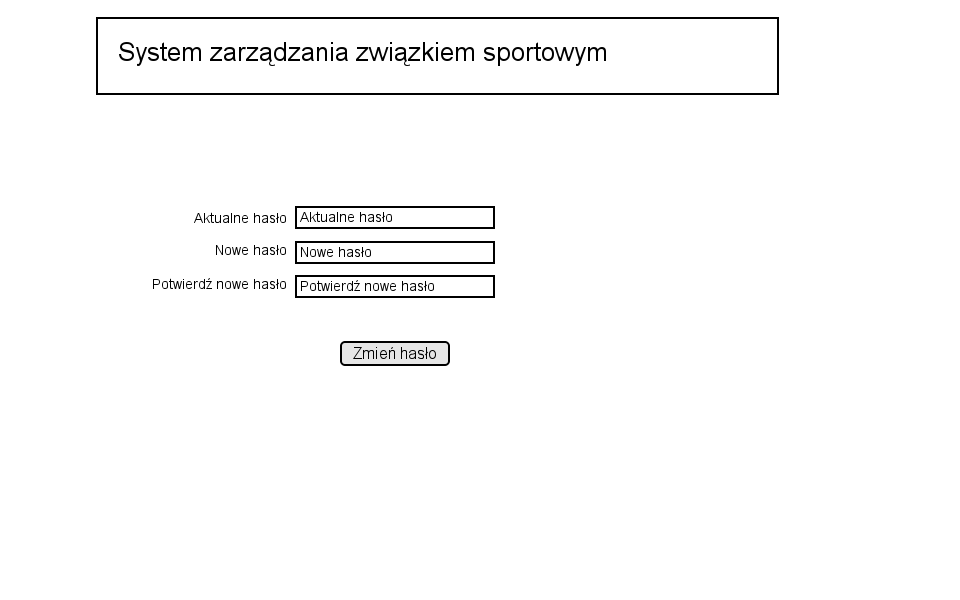 System zarządzania związkiem sportowym
Aktualne hasło Aktualne hasło
Nowe hasło Nowe hasło
Potwierdź nowe hasło Potwierdź nowe hasło
Zmień hasło